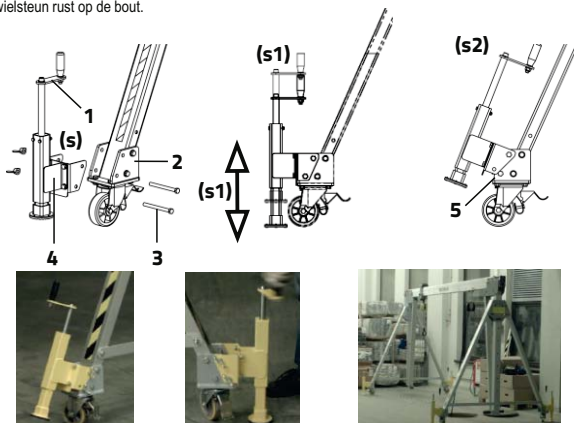 wielsteun rust op de bout.
(s1)
(s2)
1
(s)
2
(s1)
5
4
3